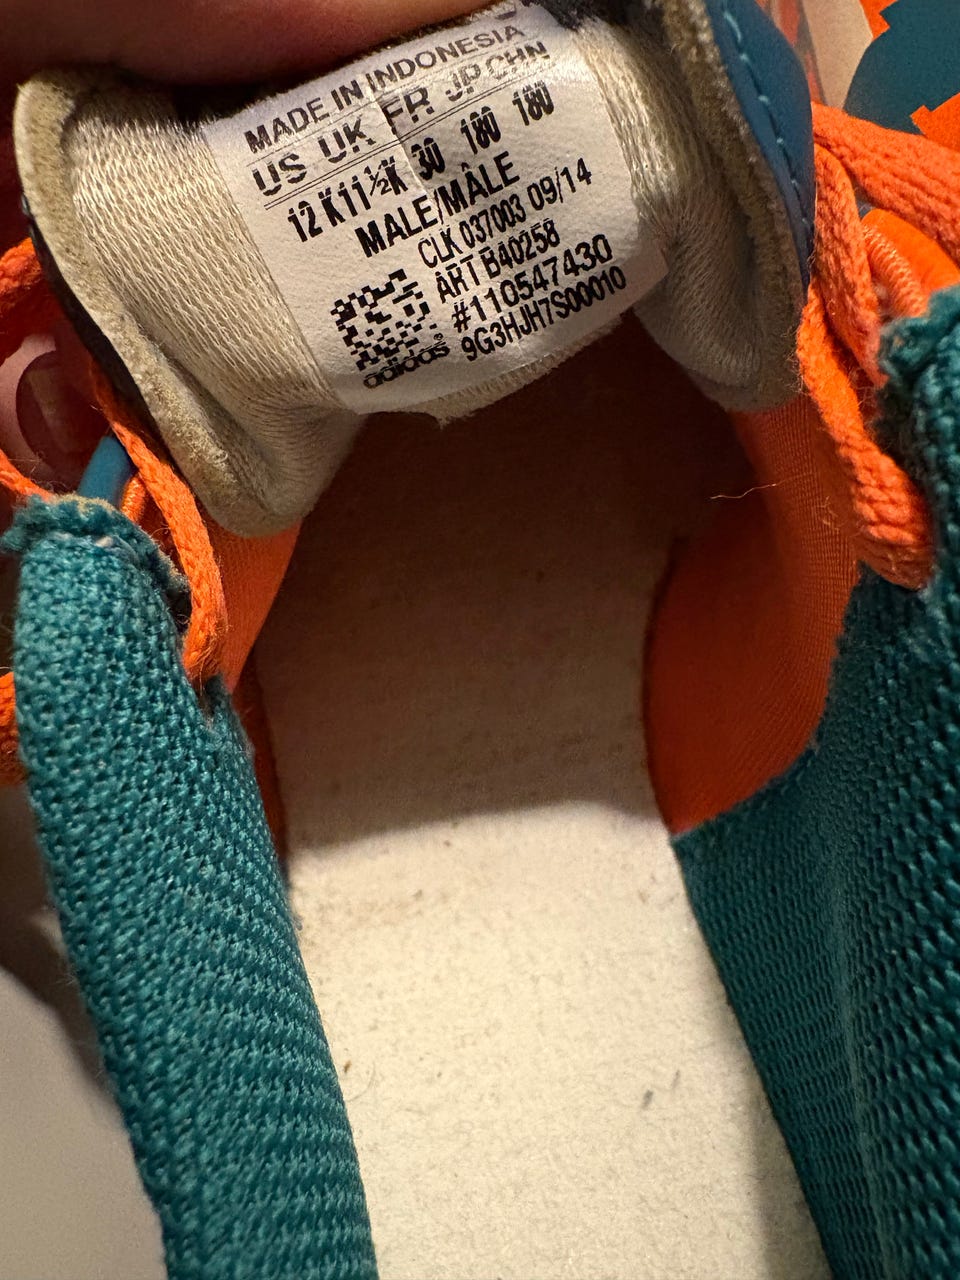 MADE IN INDONESIA
US UK FR JP CHN
12K 11½K 30 180 180
MALE/MÂLE
CLK 037003 09/14
ART B40258
#110547430
9G3HJH7S00010
adidas®